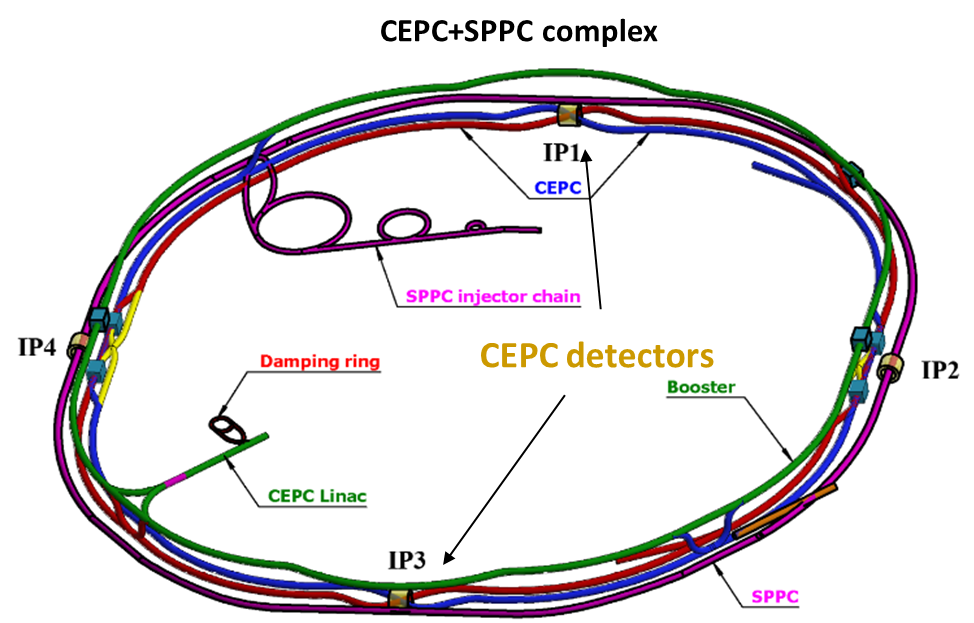 CEPC+SPPC complex
IP1
CEPC
SPPC injector chain
IP4
CEPC detectors
IP2
Damping ring
Booster
CEPC Linac
IP3
SPPC